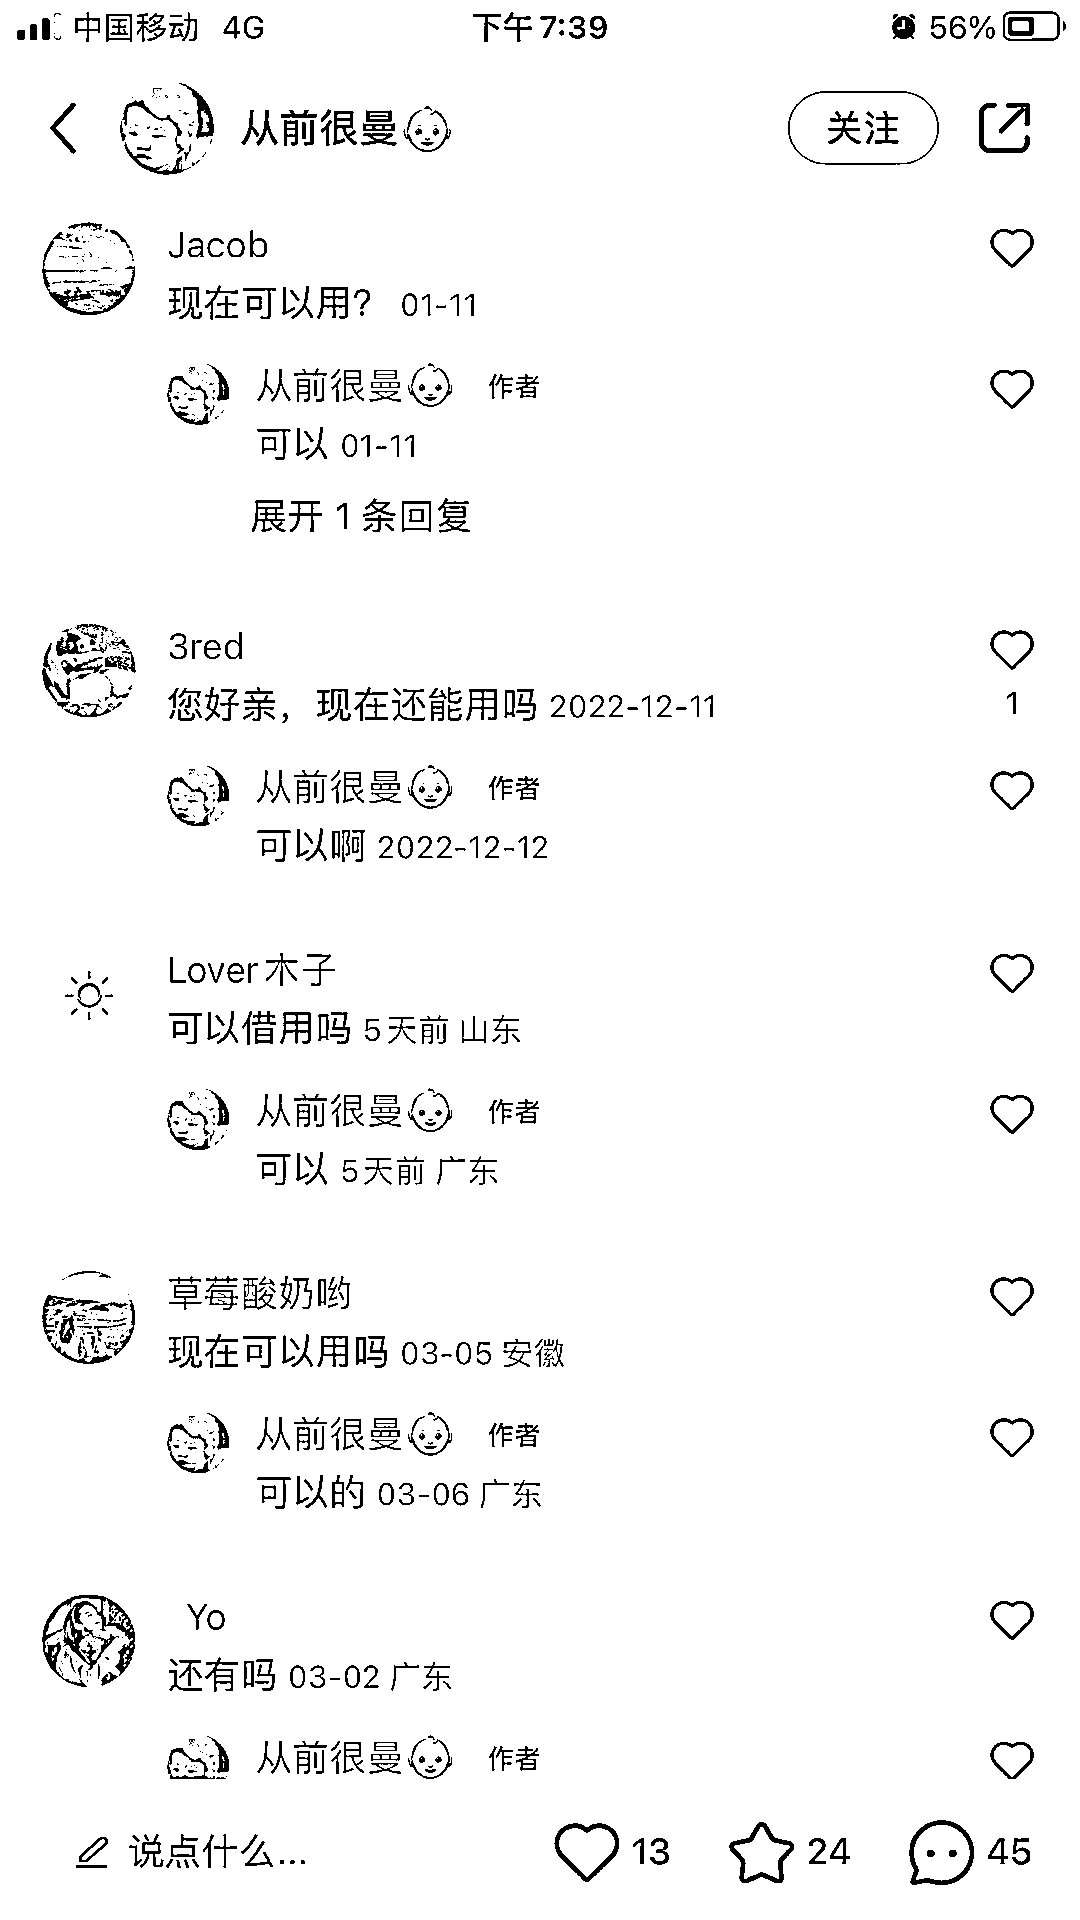 中国移动 4G 下午7:39 56%
从前很曼👶 关注
Jacob
现在可以用？ 01-11
从前很曼👶 作者
可以 01-11
展开 1 条回复
3red
您好亲，现在还能用吗 2022-12-11
1
从前很曼👶 作者
可以啊 2022-12-12
Lover木子
可以借用吗 5天前 山东
从前很曼👶 作者
可以 5天前 广东
草莓酸奶哟
现在可以用吗 03-05 安徽
从前很曼👶 作者
可以的 03-06 广东
Yo
还有吗 03-02 广东
从前很曼👶 作者
说点什么... 13 24 45